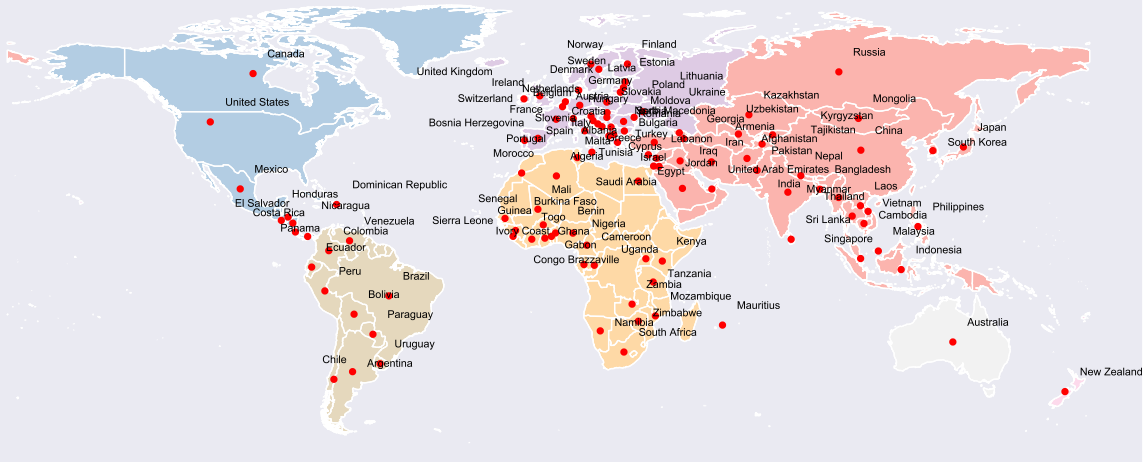 Norway
Finland
Canada
Russia
Sweden
Estonia
Denmark
Latvia
United Kingdom
Lithuania
Ireland
Germany
Poland
Netherlands
Belgium
Slovakia
Ukraine
Kazakhstan
Switzerland
Austria
Hungary
Moldova
Mongolia
United States
France
Croatia
North Macedonia
Romania
Uzbekistan
Bosnia Herzegovina
Slovenia
Italy
Bulgaria
Georgia
Kyrgyzstan
Armenia
Tajikistan
China
Japan
Portugal
Spain
Albania
Greece
Turkey
Lebanon
Iran
Afghanistan
South Korea
Malta
Cyprus
Morocco
Algeria
Tunisia
Israel
Jordan
Iraq
Pakistan
Nepal
Mexico
Egypt
United Arab Emirates
Bangladesh
Dominican Republic
Mali
Saudi Arabia
India
Myanmar
Laos
Honduras
El Salvador
Nicaragua
Senegal
Burkina Faso
Thailand
Vietnam
Philippines
Costa Rica
Guinea
Benin
Cambodia
Sierra Leone
Togo
Sri Lanka
Venezuela
Panama
Colombia
Ivory Coast
Ghana
Nigeria
Malaysia
Ecuador
Gabon
Cameroon
Kenya
Singapore
Uganda
Indonesia
Congo Brazzaville
Peru
Brazil
Tanzania
Zambia
Bolivia
Mozambique
Mauritius
Paraguay
Zimbabwe
Namibia
South Africa
Australia
Uruguay
Chile
Argentina
New Zealand